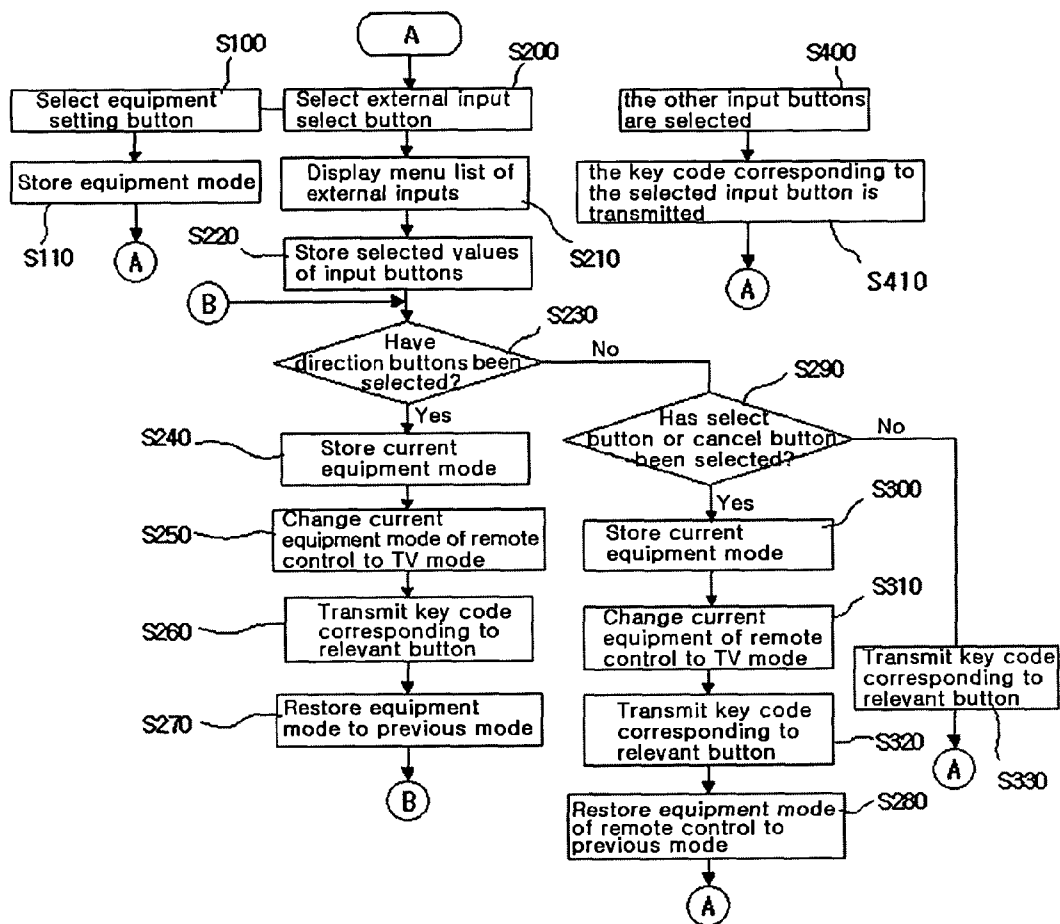 A
S100
S200
S400
Select equipment
setting button
Select external input
select button
the other input buttons
are selected
Store equipment mode
Display menu list of
external inputs
the key code corresponding to
the selected input button is
transmitted
S110
A
S220
Store selected values
of input buttons
S210
A
S410
B
S230
Have
direction buttons been
selected?
No
S290
Yes
Has select
button or cancel button
been selected?
No
S240
Store current
equipment mode
Yes
S300
Store current
equipment mode
S250
Change current
equipment mode of remote
control to TV mode
S310
S260
Transmit key code
corresponding to
relevant button
Change current
equipment of remote
control to TV mode
Transmit key code
corresponding to
relevant button
S270
Restore equipment
mode to previous mode
Transmit key code
corresponding to
relevant button
S320
A
S330
B
S280
Restore equipment mode
of remote control to
previous mode
A